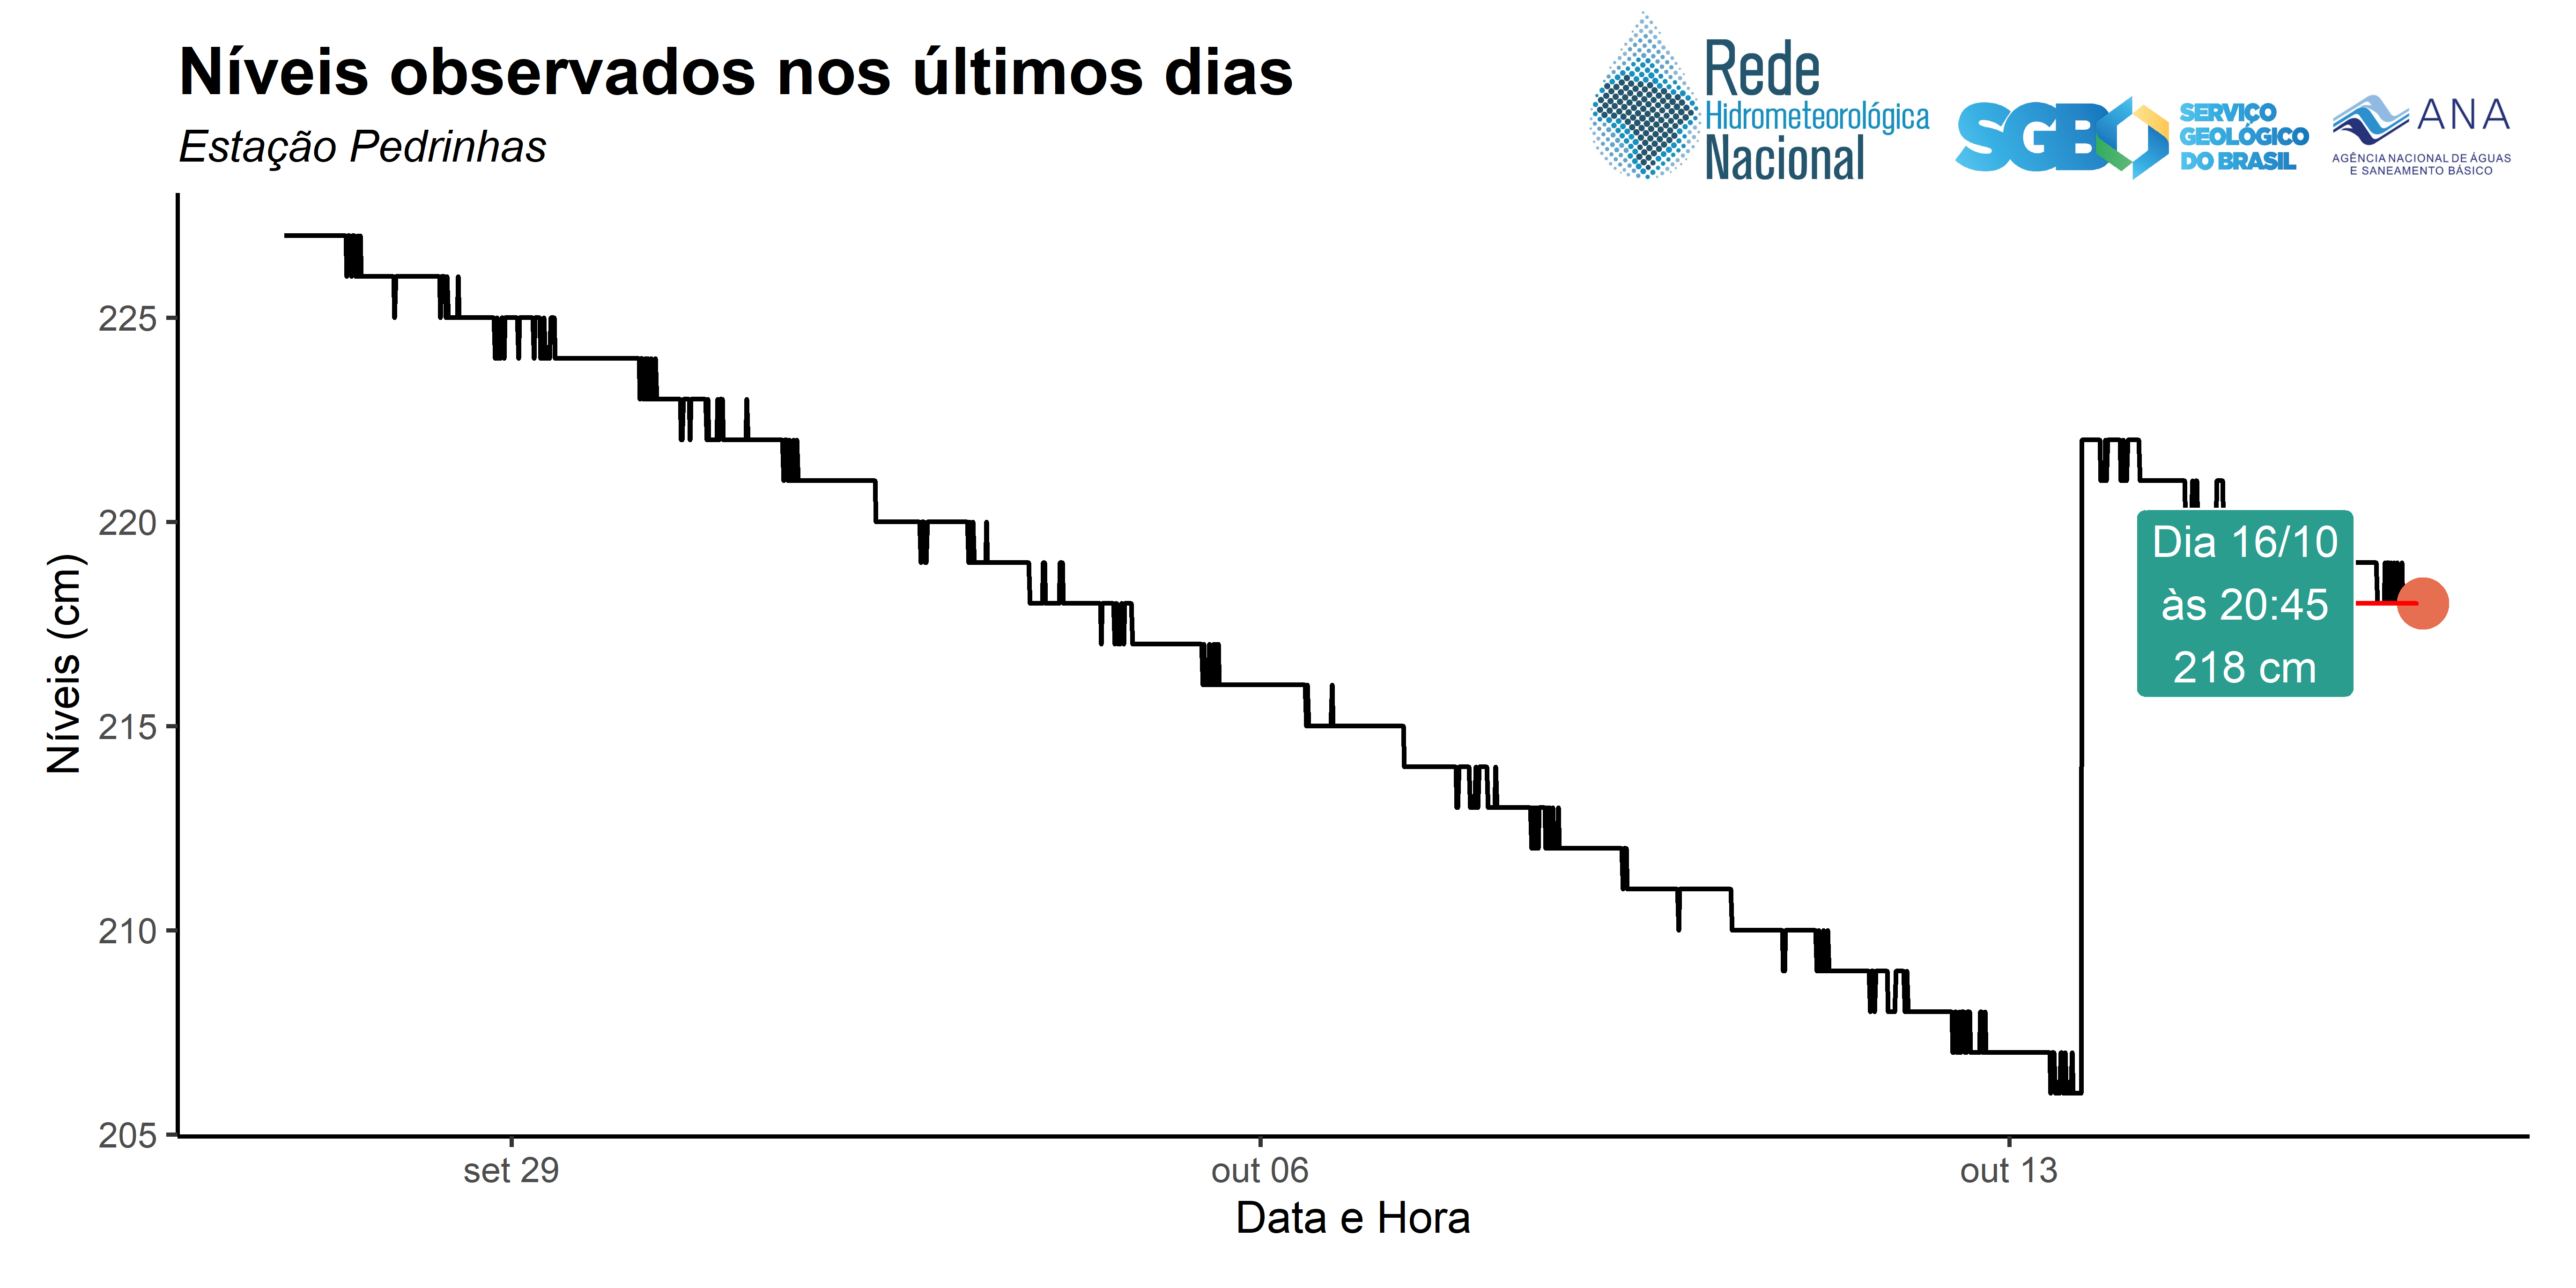 Níveis observados nos últimos dias
Estação Pedrinhas
Rede
Hidrometeorológica
Nacional
SGB
SERVIÇO
GEOLÓGICO
DO BRASIL
ANA
AGÊNCIA NACIONAL DE ÁGUAS
E SANEAMENTO BÁSICO
Níveis (cm)
225
220
215
210
205
Dia 16/10
às 20:45
218 cm
set 29
out 06
out 13
Data e Hora